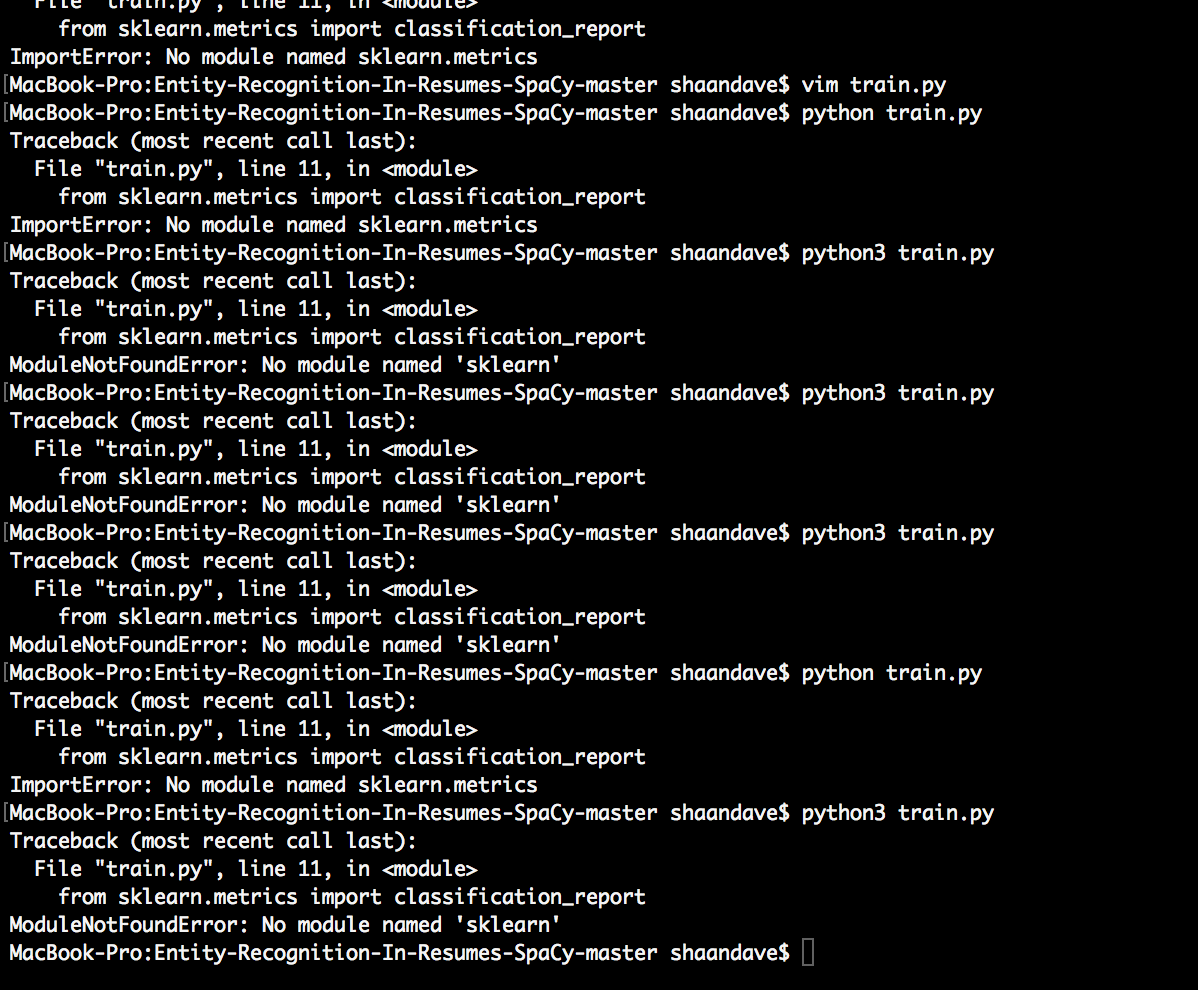 File "train.py", line 11, in <module>
    from sklearn.metrics import classification_report
ImportError: No module named sklearn.metrics
[MacBook-Pro:Entity-Recognition-In-Resumes-SpaCy-master shaandave$ vim train.py
[MacBook-Pro:Entity-Recognition-In-Resumes-SpaCy-master shaandave$ python train.py
Traceback (most recent call last):
  File "train.py", line 11, in <module>
    from sklearn.metrics import classification_report
ImportError: No module named sklearn.metrics
[MacBook-Pro:Entity-Recognition-In-Resumes-SpaCy-master shaandave$ python3 train.py
Traceback (most recent call last):
  File "train.py", line 11, in <module>
    from sklearn.metrics import classification_report
ModuleNotFoundError: No module named 'sklearn'
[MacBook-Pro:Entity-Recognition-In-Resumes-SpaCy-master shaandave$ python3 train.py
Traceback (most recent call last):
  File "train.py", line 11, in <module>
    from sklearn.metrics import classification_report
ModuleNotFoundError: No module named 'sklearn'
[MacBook-Pro:Entity-Recognition-In-Resumes-SpaCy-master shaandave$ python3 train.py
Traceback (most recent call last):
  File "train.py", line 11, in <module>
    from sklearn.metrics import classification_report
ModuleNotFoundError: No module named 'sklearn'
[MacBook-Pro:Entity-Recognition-In-Resumes-SpaCy-master shaandave$ python train.py
Traceback (most recent call last):
  File "train.py", line 11, in <module>
    from sklearn.metrics import classification_report
ImportError: No module named sklearn.metrics
[MacBook-Pro:Entity-Recognition-In-Resumes-SpaCy-master shaandave$ python3 train.py
Traceback (most recent call last):
  File "train.py", line 11, in <module>
    from sklearn.metrics import classification_report
ModuleNotFoundError: No module named 'sklearn'
MacBook-Pro:Entity-Recognition-In-Resumes-SpaCy-master shaandave$